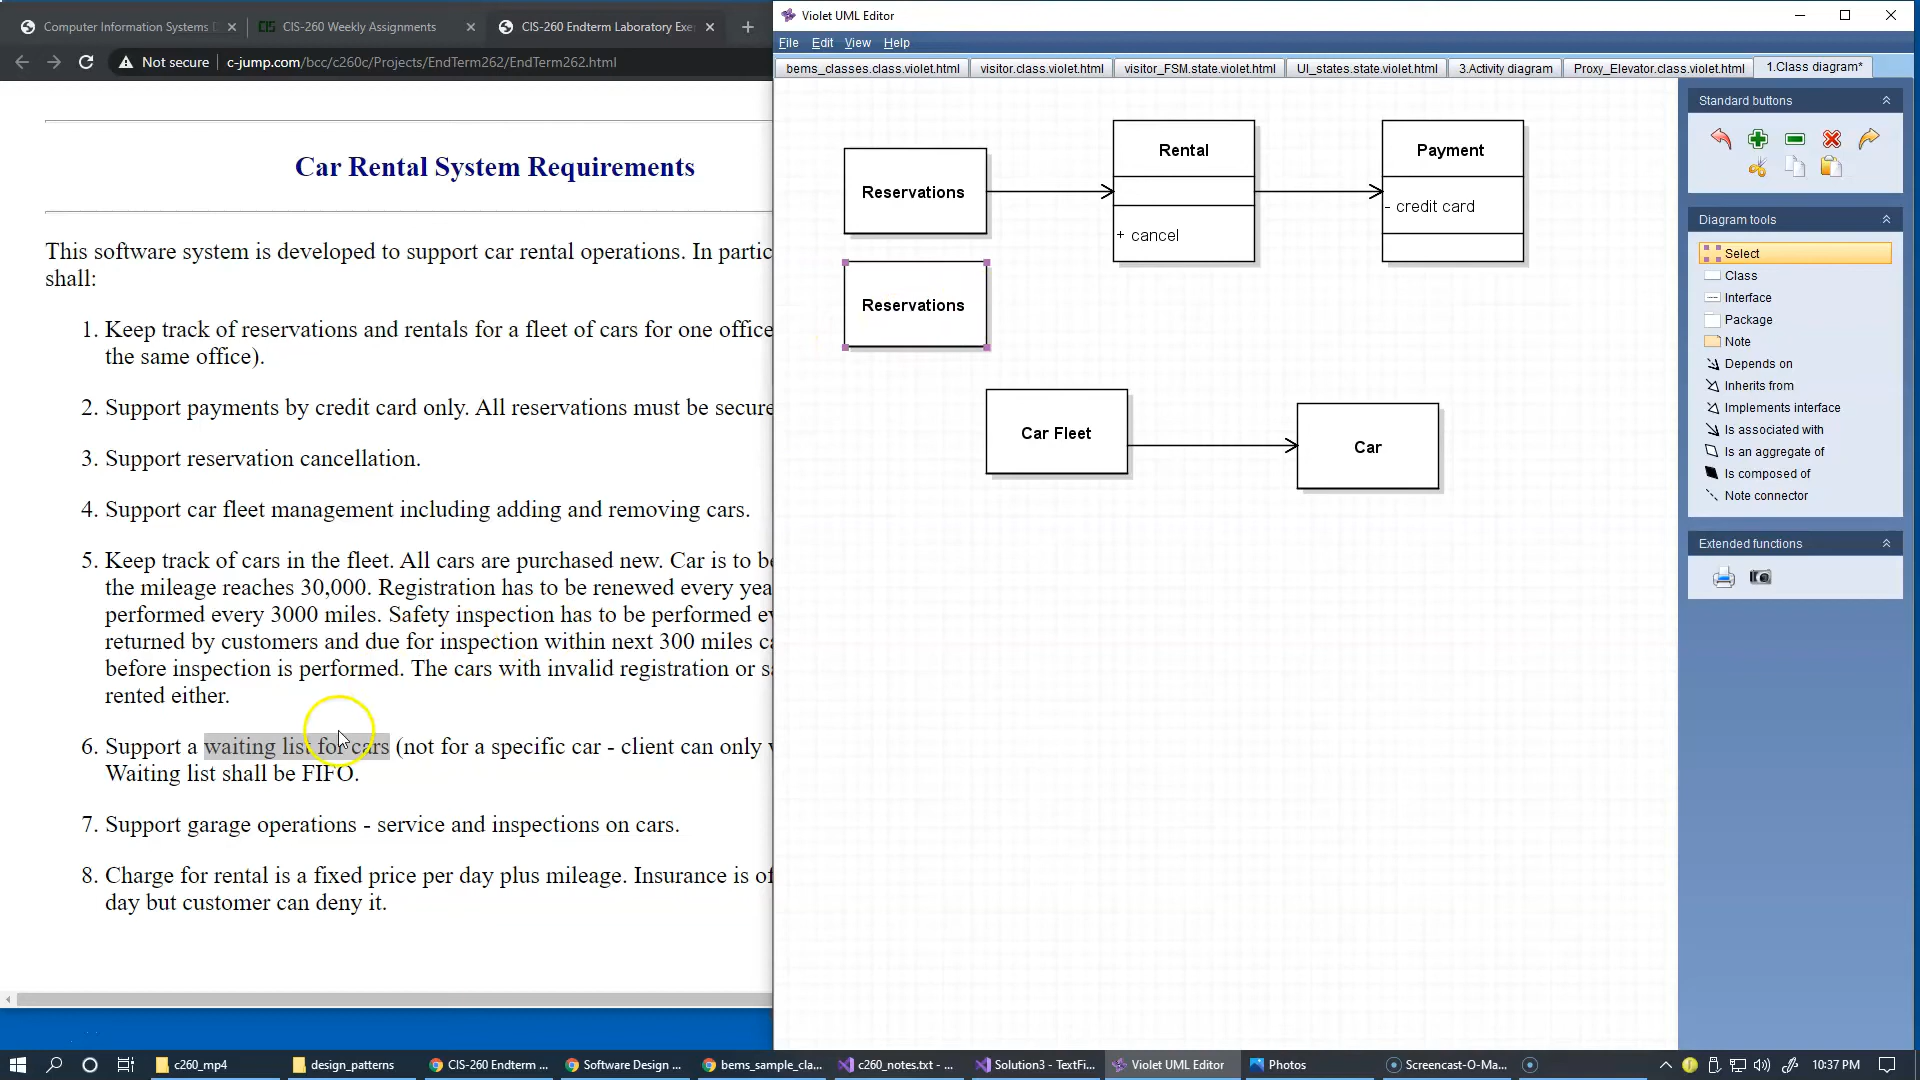 Computer Information Systems D
CIS-260 Weekly Assignments
CIS-260 Endterm Laboratory Exe
Not secure
c-jump.com/bcc/c260c/Projects/EndTerm262/EndTerm262.html
Car Rental System Requirements
This software system is developed to support car rental operations. In partic
shall:
1. Keep track of reservations and rentals for a fleet of cars for one office
the same office).
2. Support payments by credit card only. All reservations must be secure
3. Support reservation cancellation.
4. Support car fleet management including adding and removing cars.
5. Keep track of cars in the fleet. All cars are purchased new. Car is to be
the mileage reaches 30,000. Registration has to be renewed every yea
performed every 3000 miles. Safety inspection has to be performed ev
returned by customers and due for inspection within next 300 miles ca
before inspection is performed. The cars with invalid registration or sa
rented either.
6. Support a waiting list for cars (not for a specific car - client can only w
Waiting list shall be FIFO.
7. Support garage operations - service and inspections on cars.
8. Charge for rental is a fixed price per day plus mileage. Insurance is of
day but customer can deny it.
Violet UML Editor
File Edit View Help
bems_classes.class.violet.html
visitor.class.violet.html
visitor_FSM.state.violet.html
UI_states.state.violet.html
3.Activity diagram
Proxy_Elevator.class.violet.html
1.Class diagram*
Reservations
Rental
+ cancel
Payment
- credit card
Reservations
Car Fleet
Car
Standard buttons
Diagram tools
Select
Class
Interface
Package
Note
Depends on
Inherits from
Implements interface
Is associated with
Is an aggregate of
Is composed of
Note connector
Extended functions
c260_mp4
design_patterns
CIS-260 Endterm ...
Software Design ...
bems_sample_cla...
c260_notes.txt - ...
Solution3 - TextFi...
Violet UML Editor
Photos
Screencast-O-Ma...
10:37 PM